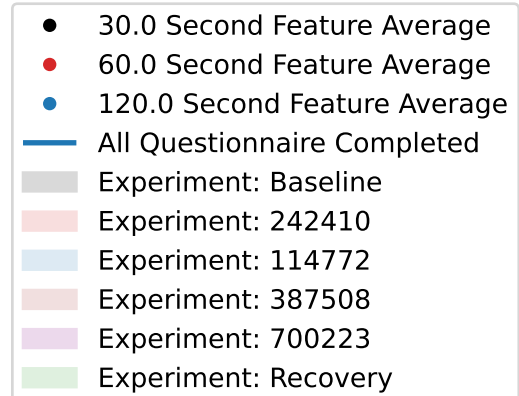 30.0 Second Feature Average
60.0 Second Feature Average
120.0 Second Feature Average
All Questionnaire Completed
Experiment: Baseline
Experiment: 242410
Experiment: 114772
Experiment: 387508
Experiment: 700223
Experiment: Recovery